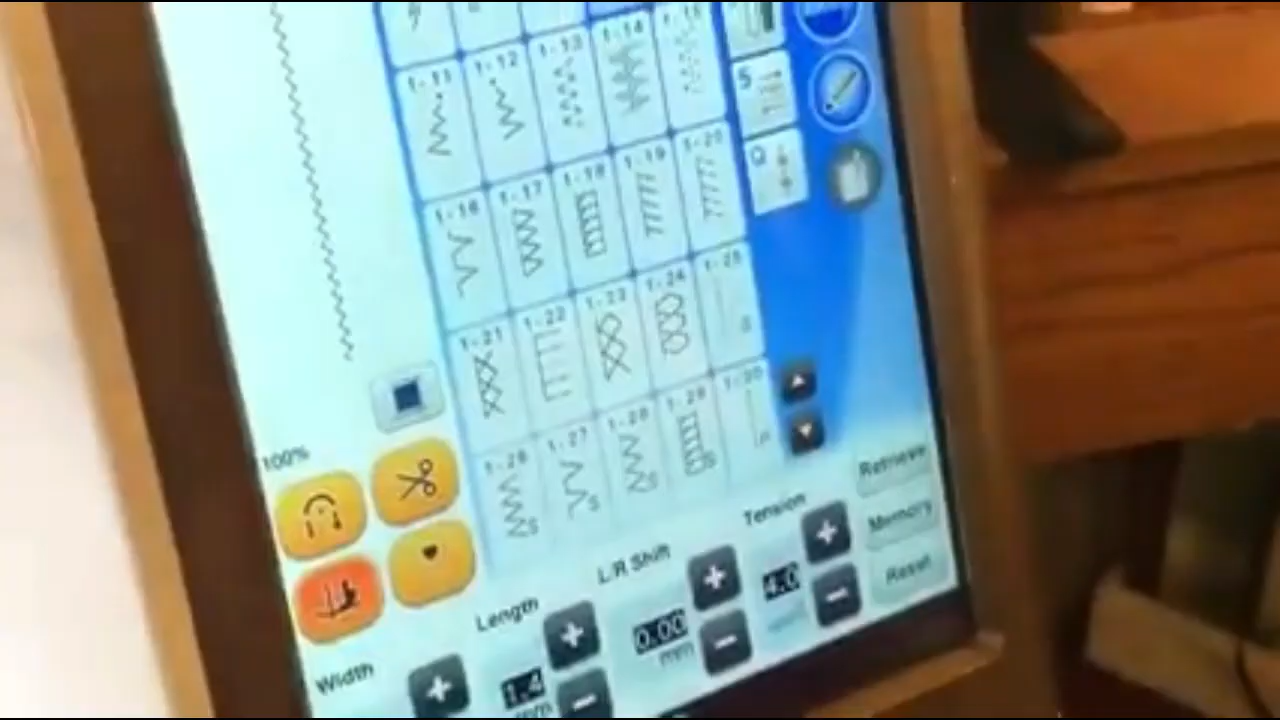 1-11 1-12 1-13 1-14 1-15
S
1-16 1-17 1-18 1-19 1-20
Q
1-21 1-22 1-23 1-24 1-25
1-26 1-27 1-28 1-29 1-30
S S S S
100%
Width
Length
1.4
mm
L/R Shift
0.00
mm
Tension
4.0
Retrieve
Memory
Reset